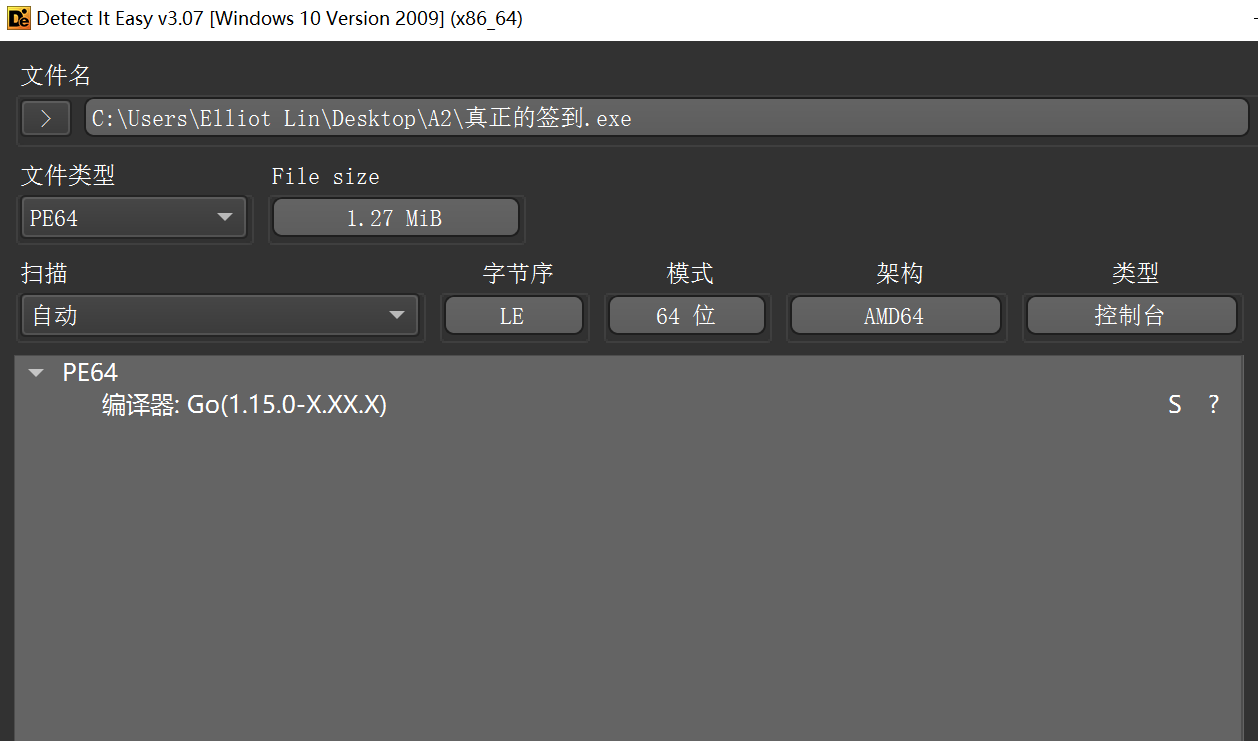 Detect It Easy v3.07 [Windows 10 Version 2009] (x86_64)
文件名
C:\Users\Elliot Lin\Desktop\A2\真正的签到.exe
文件类型 File size
PE64 1.27 MiB
扫描 字节序 模式 架构 类型
自动 LE 64 位 AMD64 控制台
PE64
编译器: Go(1.15.0-X.XX.X) S ?